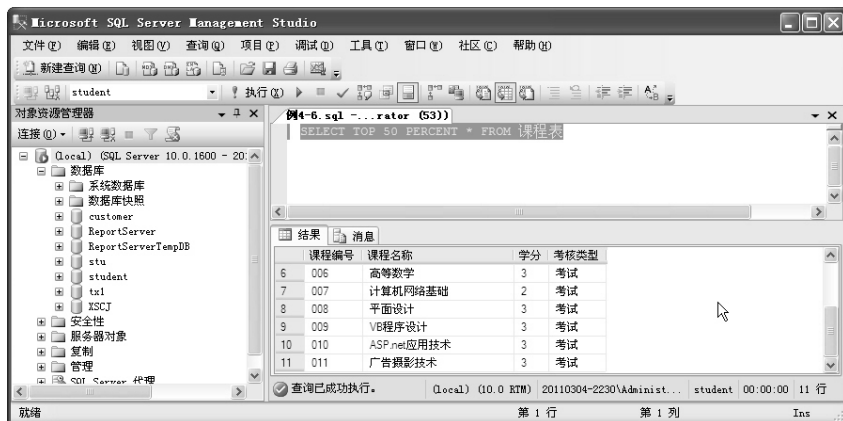 Microsoft SQL Server Management Studio
文件(F) 编辑(E) 视图(V) 查询(Q) 项目(P) 调试(D) 工具(T) 窗口(W) 社区(C) 帮助(H)
新建查询(N)
student 执行(X)
对象资源管理器
连接(O)
(local) (SQL Server 10.0.1600 - 20:
数据库
系统数据库
数据库快照
customer
ReportServer
ReportServerTempDB
stu
student
tx1
XSCJ
安全性
服务器对象
复制
管理
SQL Server 代理
例4-6.sql -...rator (53))
SELECT TOP 50 PERCENT * FROM 课程表
结果 消息
课程编号 课程名称 学分 考核类型
6 006 高等数学 3 考试
7 007 计算机网络基础 2 考试
8 008 平面设计 3 考试
9 009 VB程序设计 3 考试
10 010 ASP.net应用技术 3 考试
11 011 广告摄影技术 3 考试
查询已成功执行。 (local) (10.0 RTM) 20110304-2230\Administ... student 00:00:00 11 行
就绪 第 1 行 第 1 列 Ins